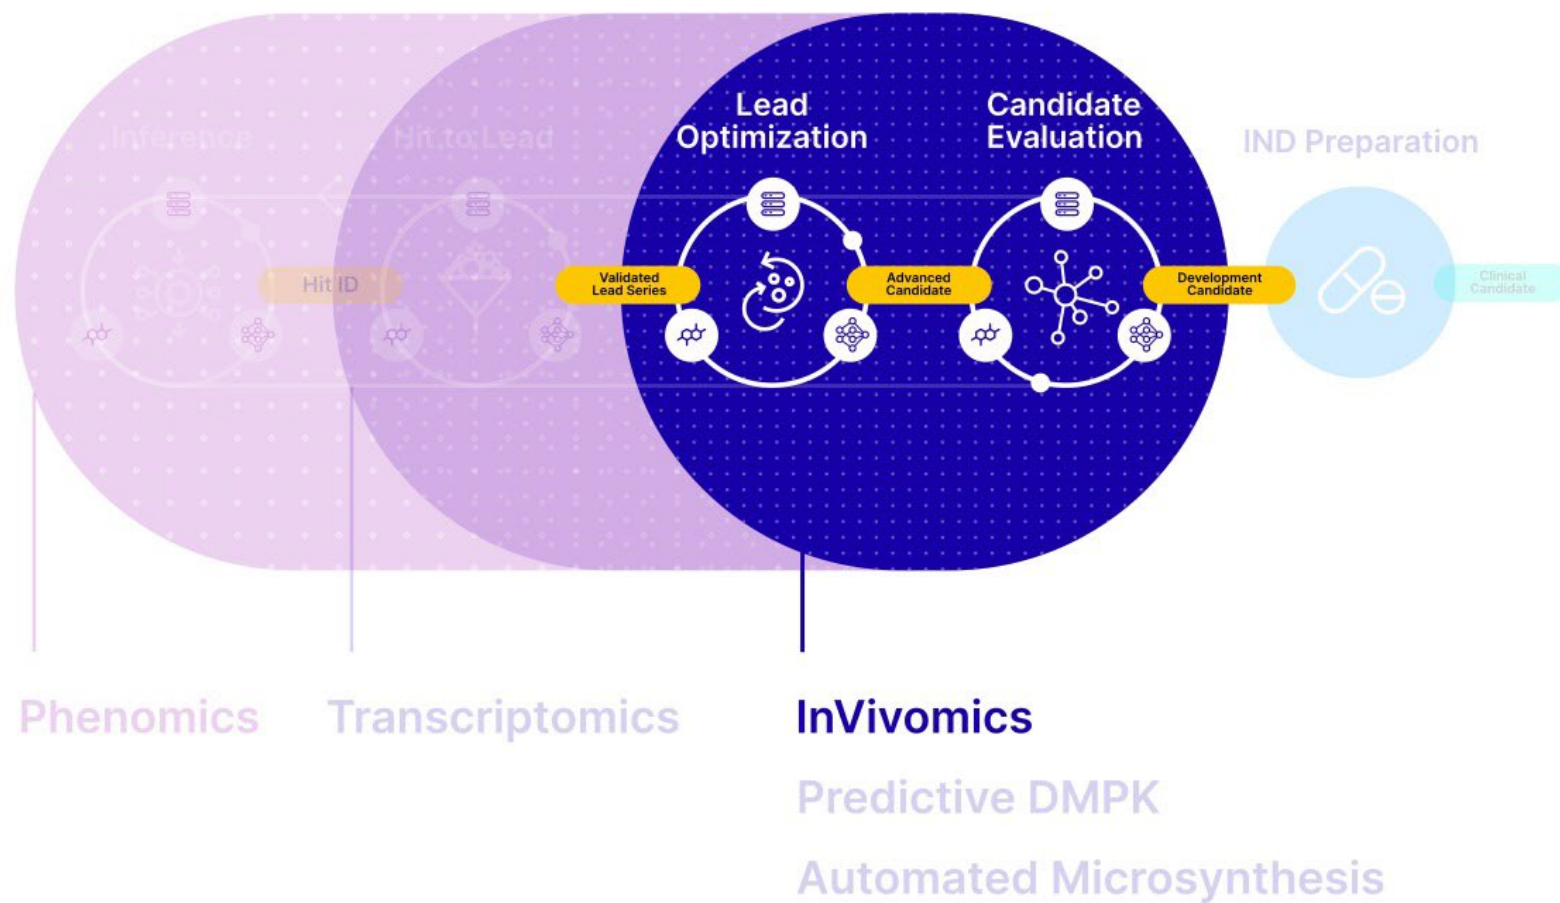 Inference
Hit to Lead
Lead
Optimization
Candidate
Evaluation
IND Preparation
Hit ID
Validated
Lead Series
Advanced
Candidate
Development
Candidate
Clinical
Candidate
Phenomics
Transcriptomics
InVivomics
Predictive DMPK
Automated Microsynthesis